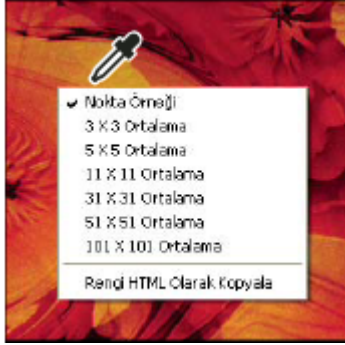 Nokta Örneği
3 X 3 Ortalama
5 X 5 Ortalama
11 X 11 Ortalama
31 X 31 Ortalama
51 X 51 Ortalama
101 X 101 Ortalama
Rengi HTML Olarak Kopyala